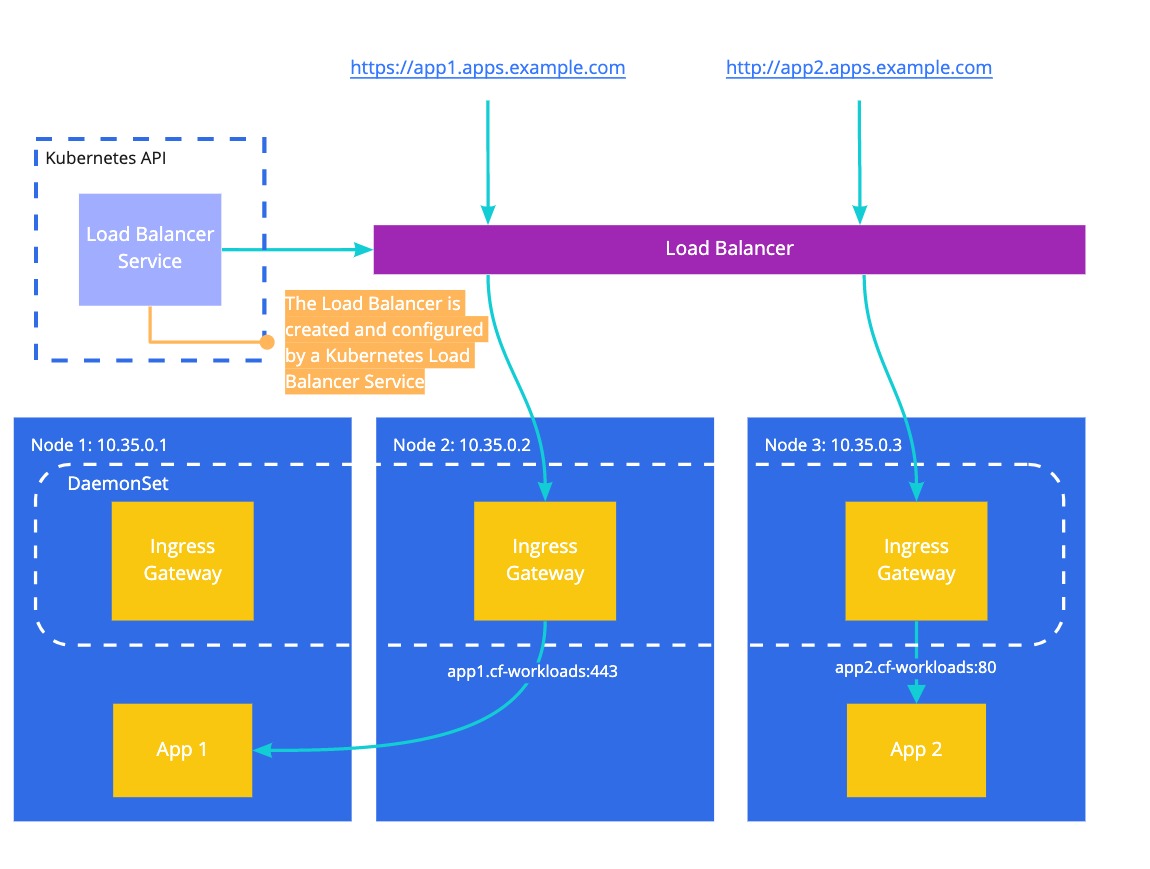 https://app1.apps.example.com
http://app2.apps.example.com
Kubernetes API
Load Balancer
Service
Load Balancer
The Load Balancer is
created and configured
by a Kubernetes Load
Balancer Service
Node 1: 10.35.0.1
Node 2: 10.35.0.2
Node 3: 10.35.0.3
DaemonSet
Ingress
Gateway
Ingress
Gateway
Ingress
Gateway
app1.cf-workloads:443
app2.cf-workloads:80
App 1
App 2